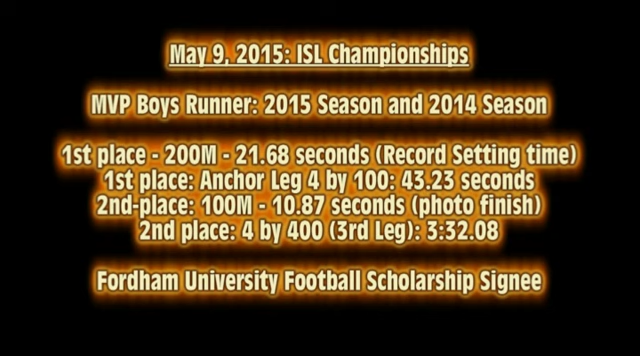 May 9, 2015: ISL Championships
MVP Boys Runner: 2015 Season and 2014 Season
1st place - 200M - 21.68 seconds (Record Setting time)
1st place: Anchor Leg 4 by 100: 43.23 seconds
2nd-place: 100M - 10.87 seconds (photo finish)
2nd place: 4 by 400 (3rd Leg): 3:32.08
Fordham University Football Scholarship Signee